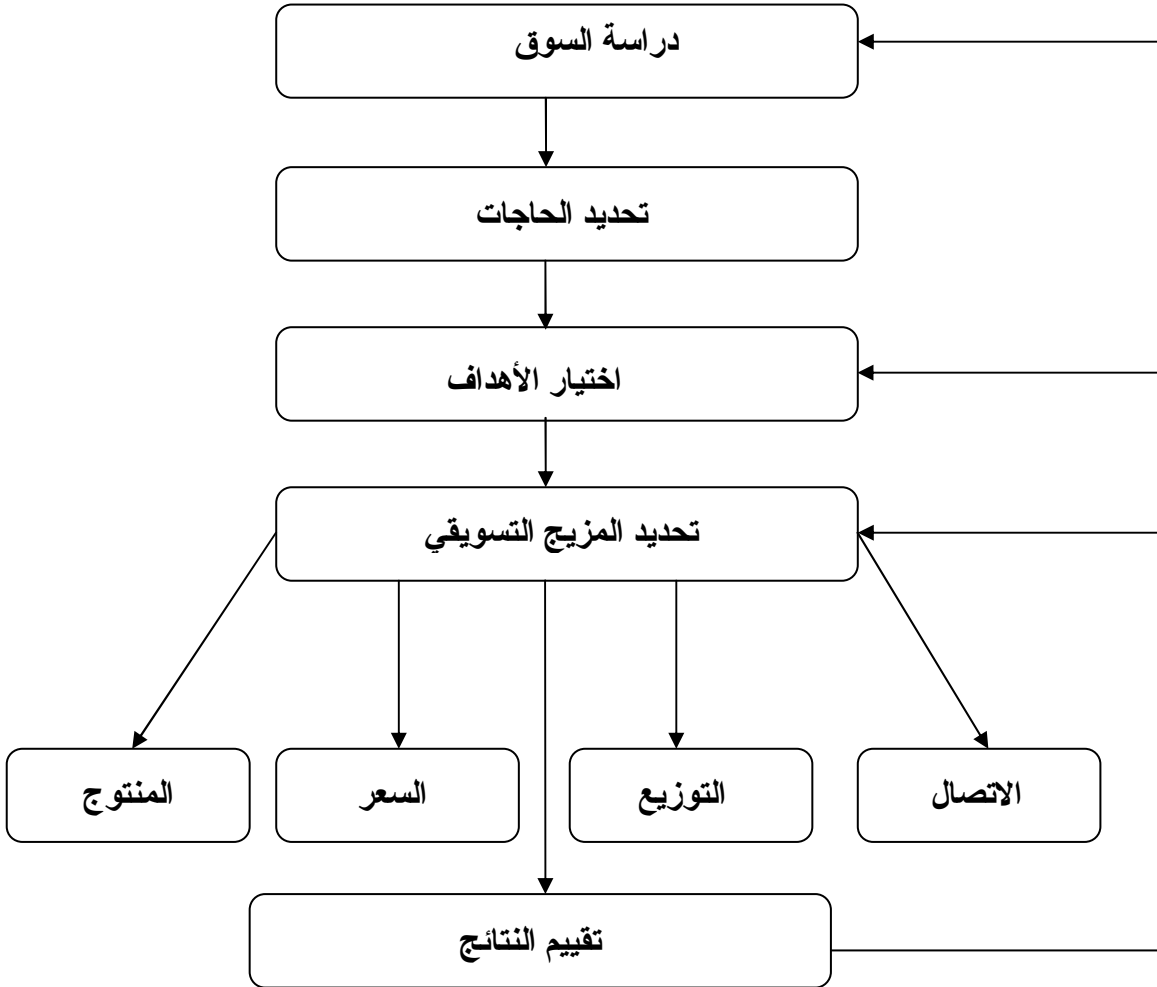 دراسة السوق
تحديد الحاجات
اختيار الأهداف
تحديد المزيج التسويقي
الاتصال
التوزيع
السعر
المنتوج
تقييم النتائج